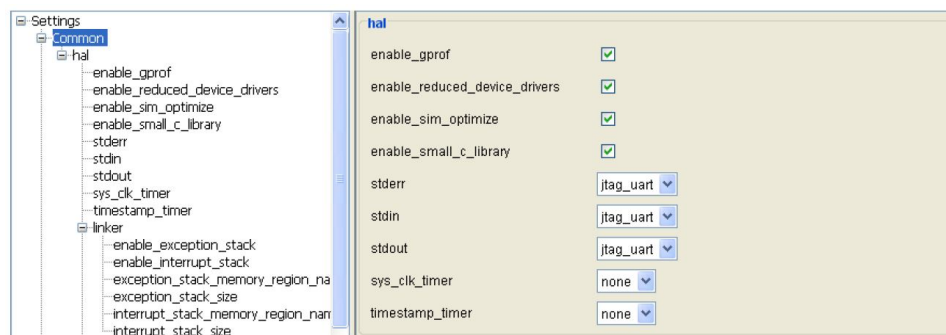 Settings
Common
hal
enable_gprof
enable_reduced_device_drivers
enable_sim_optimize
enable_small_c_library
stderr
stdin
stdout
sys_clk_timer
timestamp_timer
linker
enable_exception_stack
enable_interrupt_stack
exception_stack_memory_region_na
exception_stack_size
interrupt_stack_memory_region_nam
interrupt_stack_size
hal
enable_gprof
enable_reduced_device_drivers
enable_sim_optimize
enable_small_c_library
stderr jtag_uart
stdin jtag_uart
stdout jtag_uart
sys_clk_timer none
timestamp_timer none